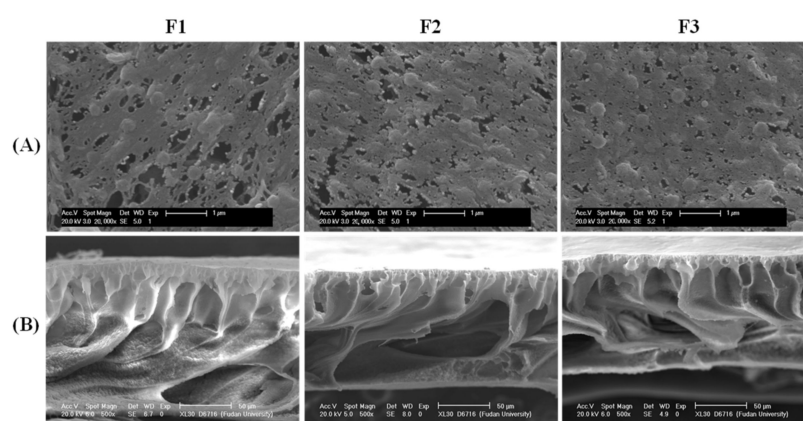 F1 F2 F3
(A)
Acc.V Spot Magn Det WD Exp 1 μm
20.0 kV 3.0 20,000x SE 5.0 1
Acc.V Spot Magn Det WD Exp 1 μm
20.0 kV 3.0 20,000x SE 5.0 1
Acc.V Spot Magn Det WD Exp 1 μm
20.0 kV 3.0 20,000x SE 5.2 1
(B)
Acc.V Spot Magn Det WD Exp 50 μm
20.0 kV 6.0 500x SE 6.7 0 XL30 D6716 (Fudan University)
Acc.V Spot Magn Det WD Exp 50 μm
20.0 kV 5.0 500x SE 8.0 0 XL30 D6716 (Fudan University)
Acc.V Spot Magn Det WD Exp 50 μm
20.0 kV 6.0 500x SE 4.9 0 XL30 D6716 (Fudan University)